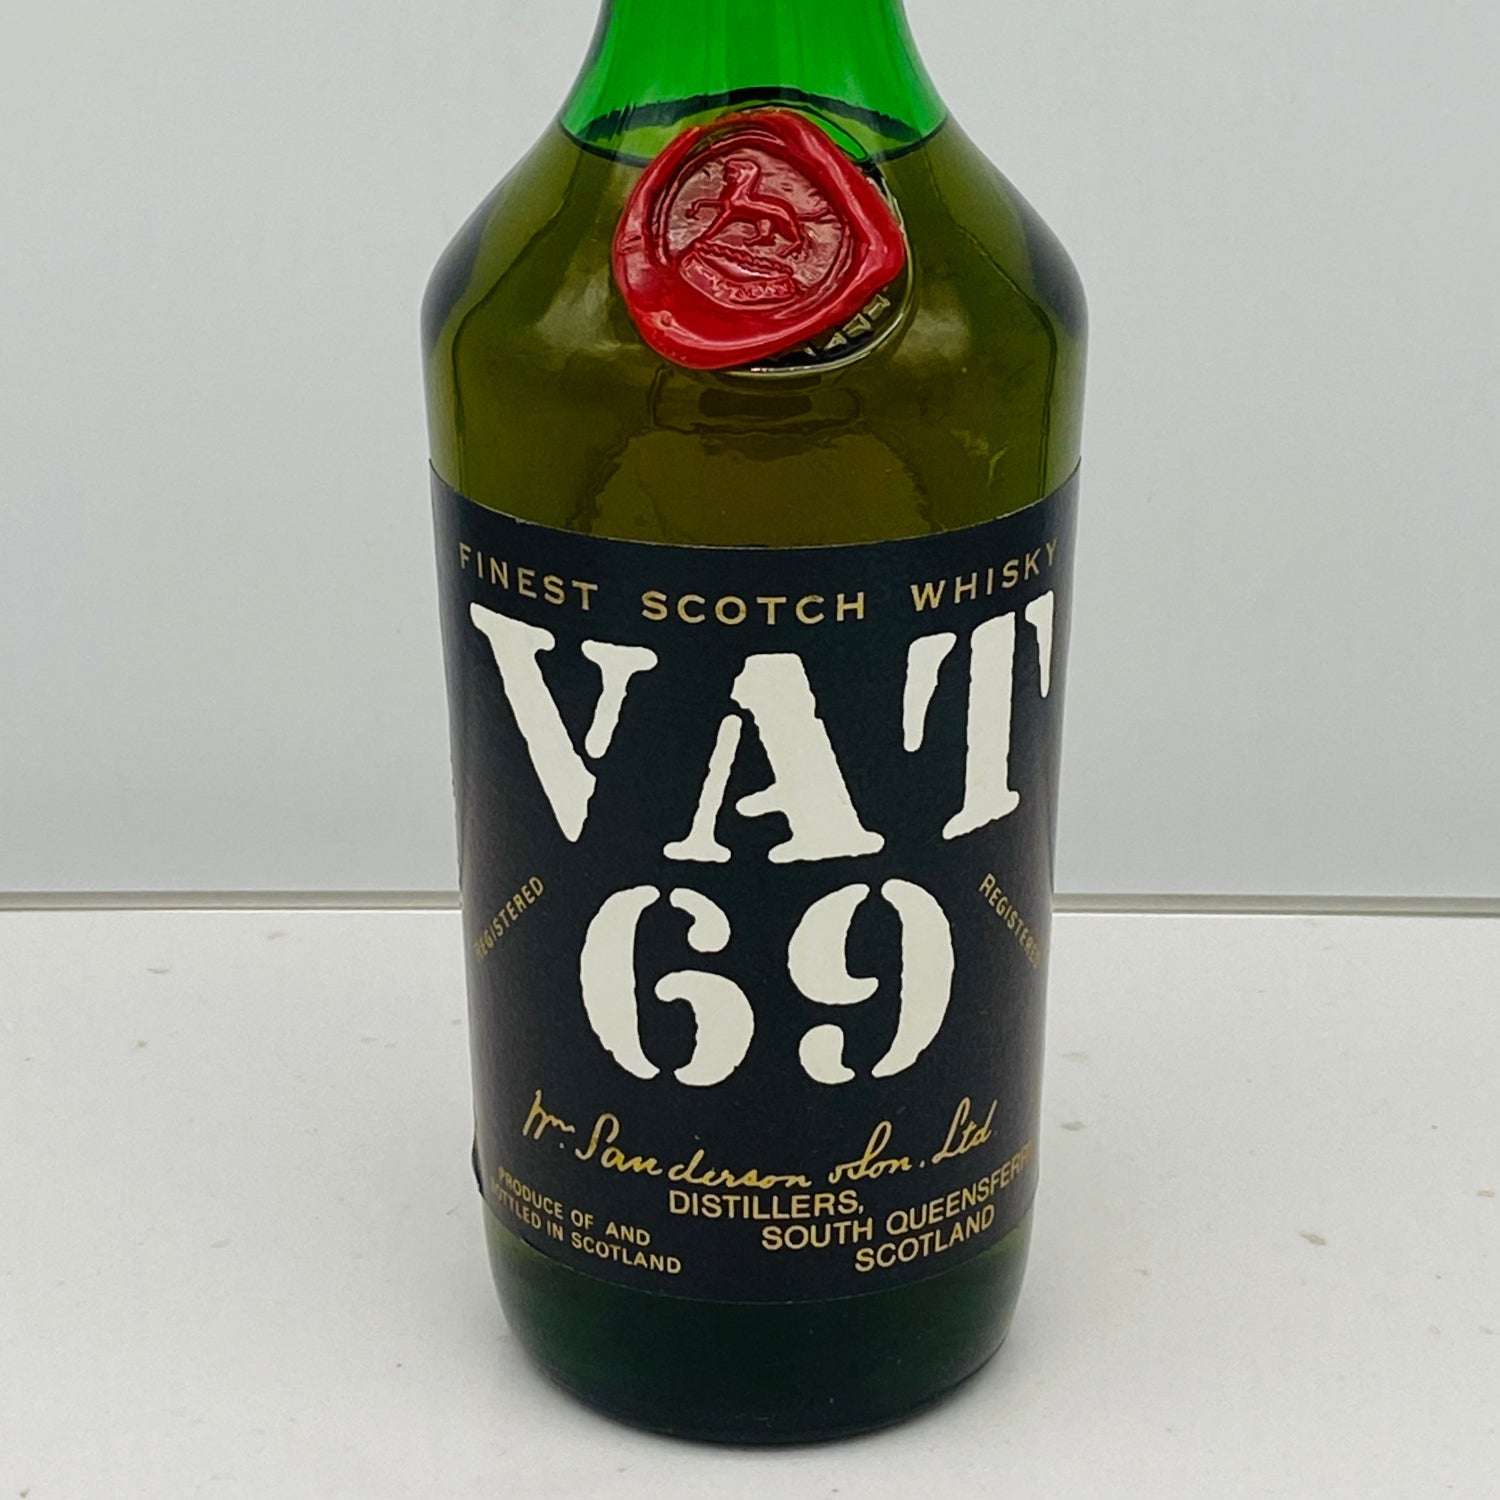 FINEST SCOTCH WHISKY
VAT
69
REGISTERED
REGISTERED
Wm. Sanderson & Son. Ltd.
DISTILLERS,
SOUTH QUEENSFERRY
SCOTLAND
PRODUCE OF AND
BOTTLED IN SCOTLAND